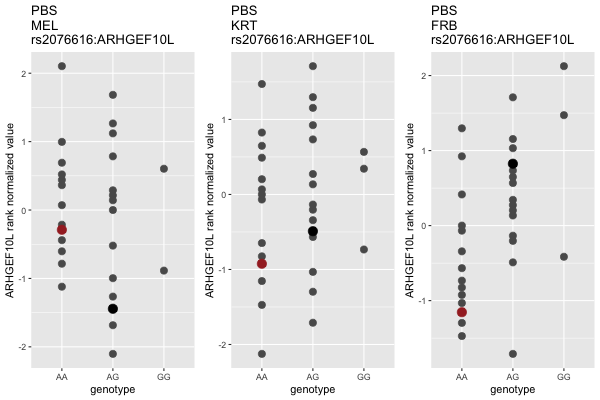 PBS
MEL
rs2076616:ARHGEF10L
ARHGEF10L rank normalized value
2
1
0
-1
-2
AA
AG
GG
genotype
PBS
KRT
rs2076616:ARHGEF10L
ARHGEF10L rank normalized value
1
0
-1
-2
AA
AG
GG
genotype
PBS
FRB
rs2076616:ARHGEF10L
ARHGEF10L rank normalized value
2
1
0
-1
AA
AG
GG
genotype